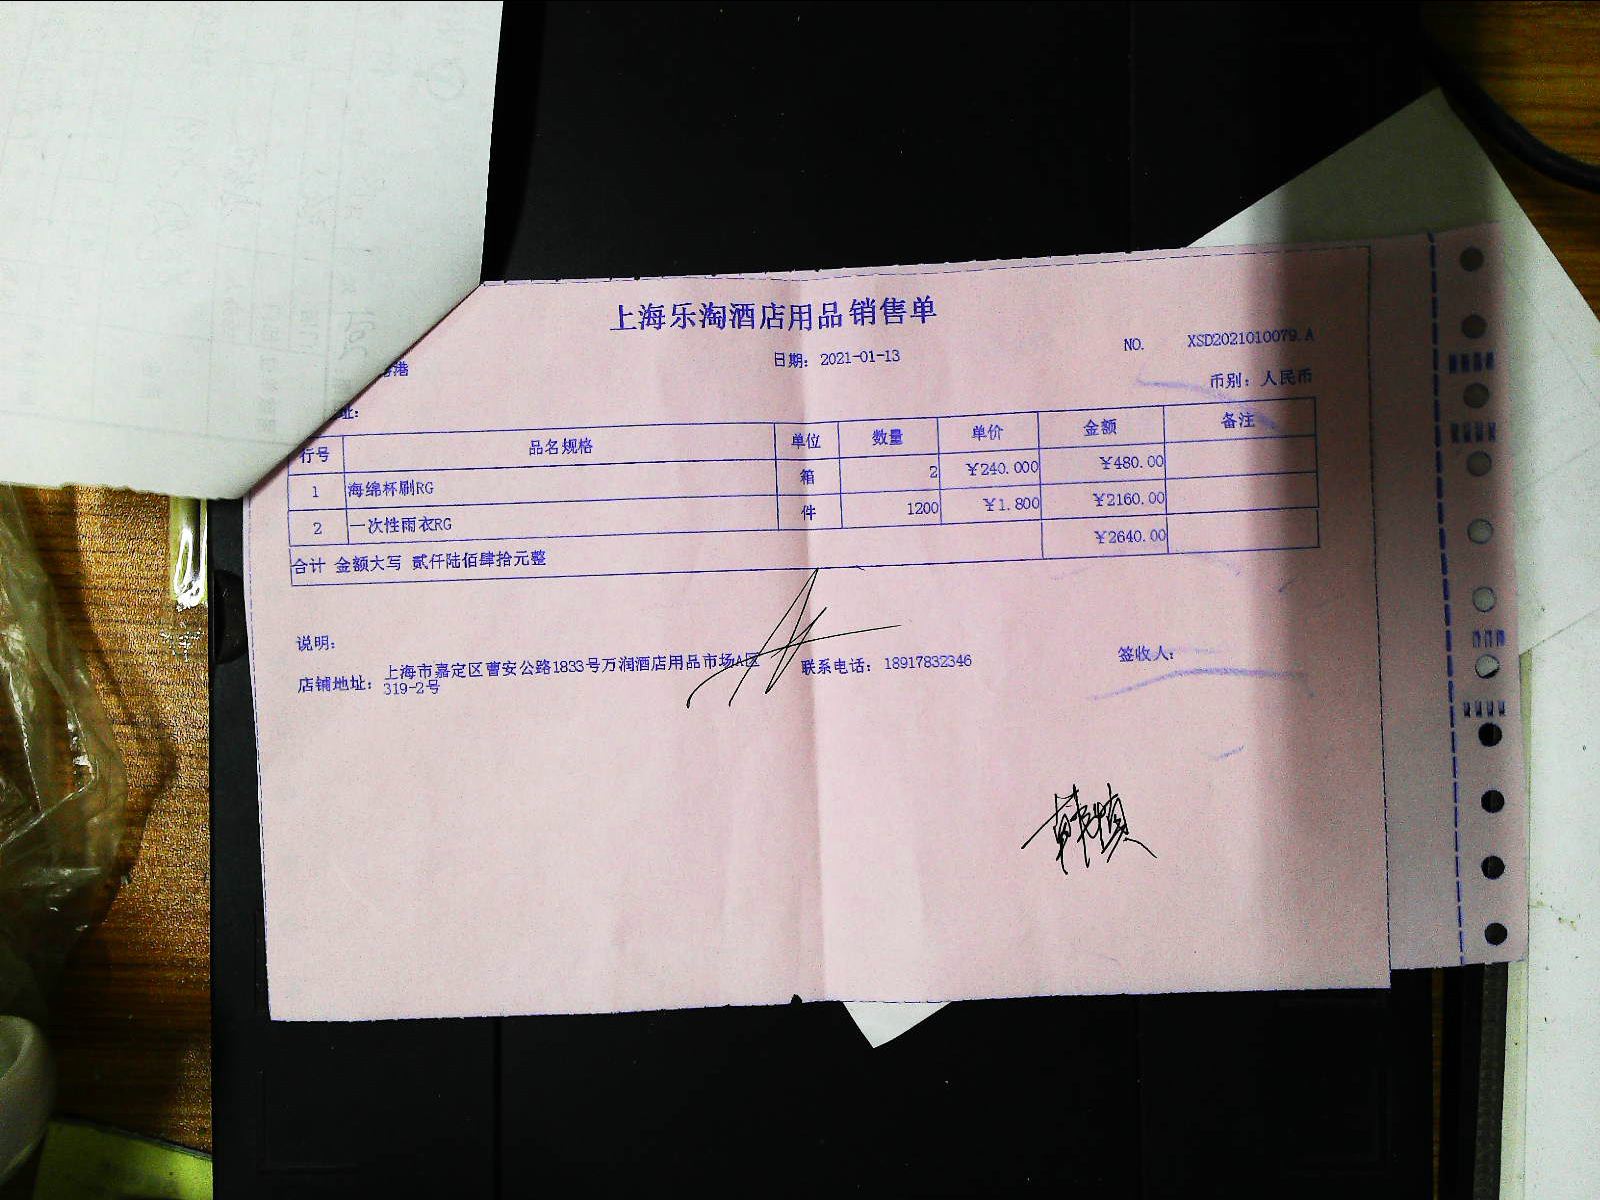 上海乐淘酒店用品销售单
港 日期：2021-01-13 NO. XSD2021010079.A
址： 币别：人民币
行号 品名规格 单位 数量 单价 金额 备注
1 海绵杯刷RG 箱 2 ¥240.000 ¥480.00
2 一次性雨衣RG 件 1200 ¥1.800 ¥2160.00
合计 金额大写 贰仟陆佰肆拾元整 ¥2640.00
说明：
店铺地址：上海市嘉定区曹安公路1833号万润酒店用品市场A区 联系电话：18917832346 签收人：
319-2号